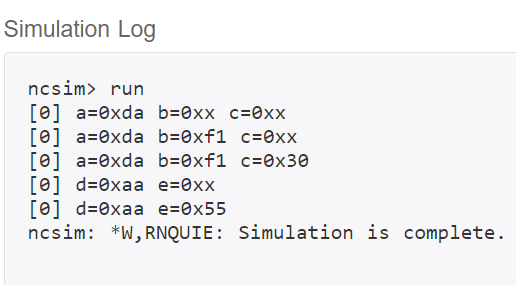 Simulation Log
ncsim> run
[0] a=0xda b=0xx c=0xx
[0] a=0xda b=0xf1 c=0xx
[0] a=0xda b=0xf1 c=0x30
[0] d=0xaa e=0xx
[0] d=0xaa e=0x55
ncsim: *W,RNQUIE: Simulation is complete.